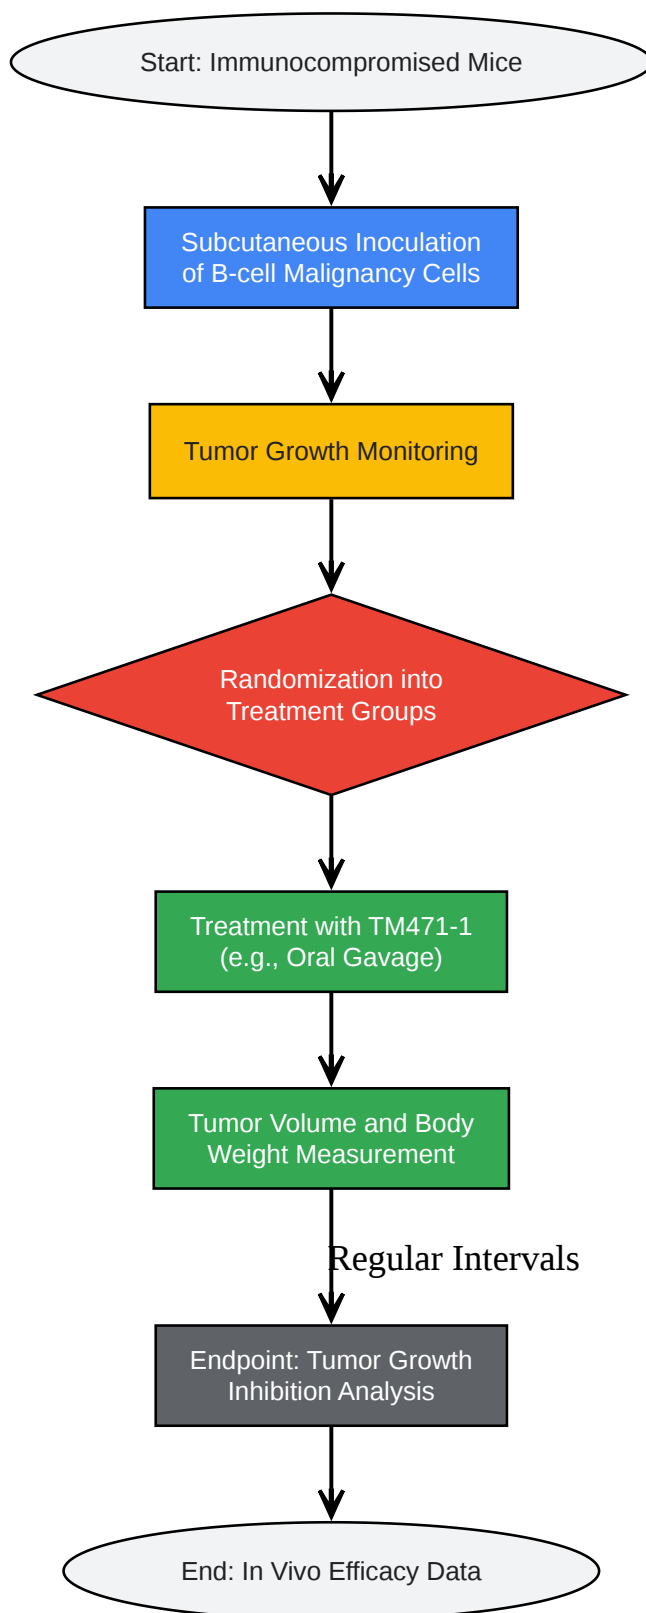 Start: Immunocompromised Mice
Subcutaneous Inoculation
of B-cell Malignancy Cells
Tumor Growth Monitoring
Randomization into
Treatment Groups
Treatment with TM471-1
(e.g., Oral Gavage)
Tumor Volume and Body
Weight Measurement
Regular Intervals
Endpoint: Tumor Growth
Inhibition Analysis
End: In Vivo Efficacy Data